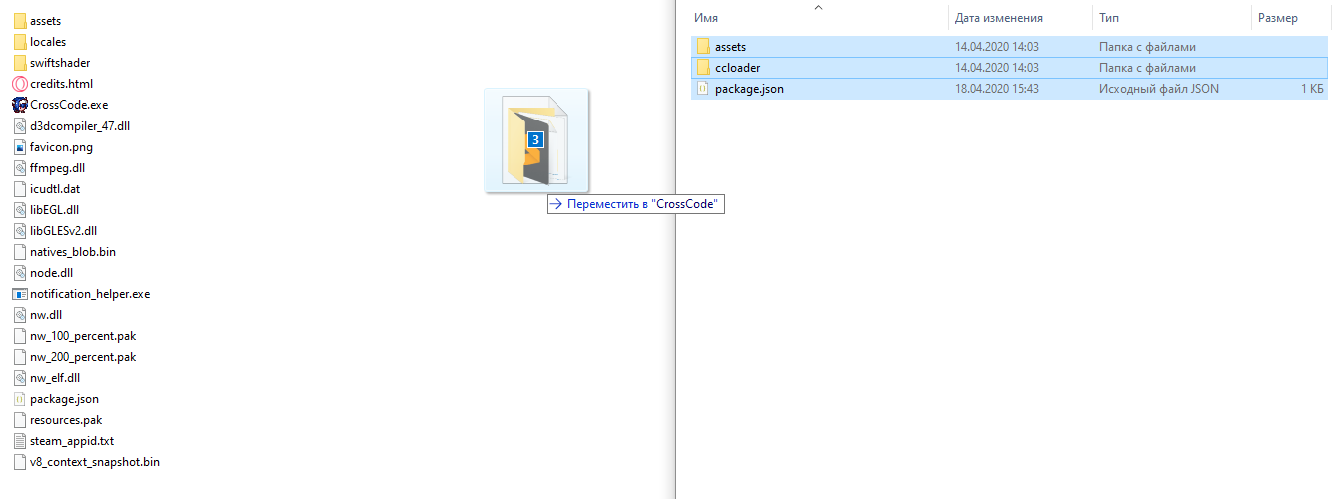 assets
locales
swiftshader
credits.html
CrossCode.exe
d3dcompiler_47.dll
favicon.png
ffmpeg.dll
icudtl.dat
libEGL.dll
libGLESv2.dll
natives_blob.bin
node.dll
notification_helper.exe
nw.dll
nw_100_percent.pak
nw_200_percent.pak
nw_elf.dll
package.json
resources.pak
steam_appid.txt
v8_context_snapshot.bin
3
Переместить в "CrossCode"
Имя Дата изменения Тип Размер
assets 14.04.2020 14:03 Папка с файлами
ccloader 14.04.2020 14:03 Папка с файлами
package.json 18.04.2020 15:43 Исходный файл JSON 1 КБ